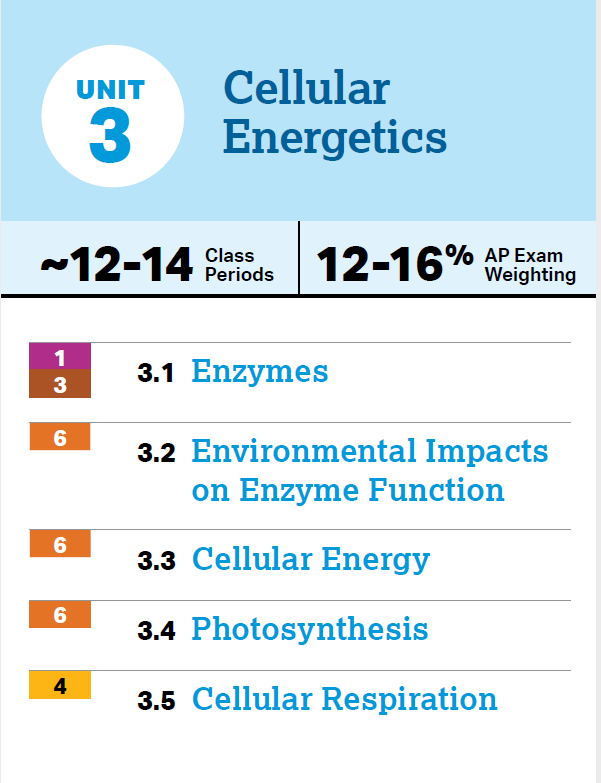 UNIT
3
Cellular
Energetics
~12-14 Class
Periods
12-16% AP Exam
Weighting
1
3
3.1 Enzymes
6
3.2 Environmental Impacts
on Enzyme Function
6
3.3 Cellular Energy
6
3.4 Photosynthesis
4
3.5 Cellular Respiration